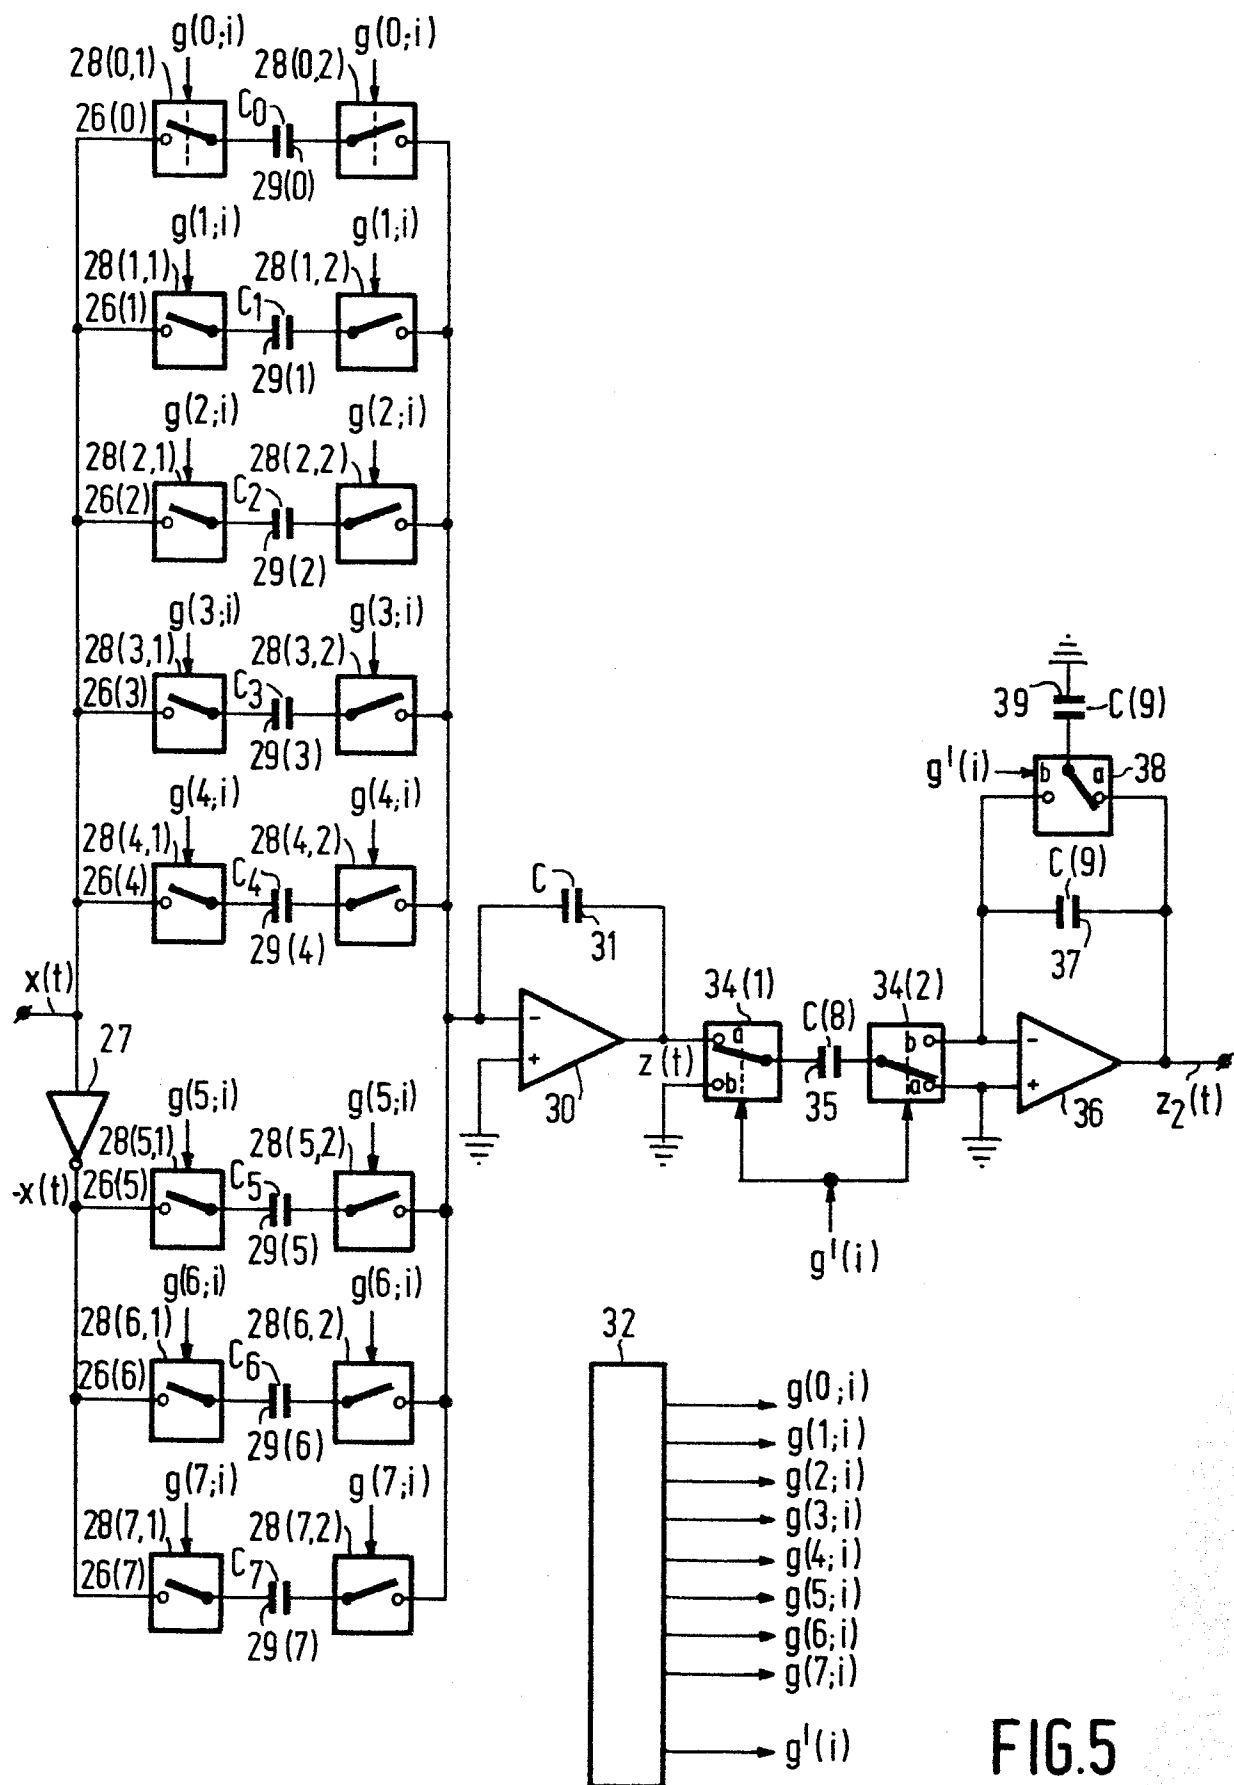 g(0;i) g(0;i)
28(0,1) 28(0,2)
26(0) C0
29(0)
g(1;i) g(1;i)
28(1,1) 28(1,2)
26(1) C1
29(1)
g(2;i) g(2;i)
28(2,1) 28(2,2)
26(2) C2
29(2)
g(3;i) g(3;i)
28(3,1) 28(3,2)
26(3) C3
29(3)
g(4;i) g(4;i)
28(4,1) 28(4,2)
26(4) C4
29(4)
x(t)
27
g(5;i) g(5;i)
28(5,1) 28(5,2)
-x(t) 26(5) C5
29(5)
g(6;i) g(6;i)
28(6,1) 28(6,2)
26(6) C6
29(6)
g(7;i) g(7;i)
28(7,1) 28(7,2)
26(7) C7
29(7)
C
31
- +
30
z(t)
34(1)
a
b
C(8)
35
34(2)
b
a
g'(i)
39 C(9)
g'(i) b a 38
C(9)
37
- +
36
z2(t)
32
g(0;i)
g(1;i)
g(2;i)
g(3;i)
g(4;i)
g(5;i)
g(6;i)
g(7;i)
g'(i)
FIG.5